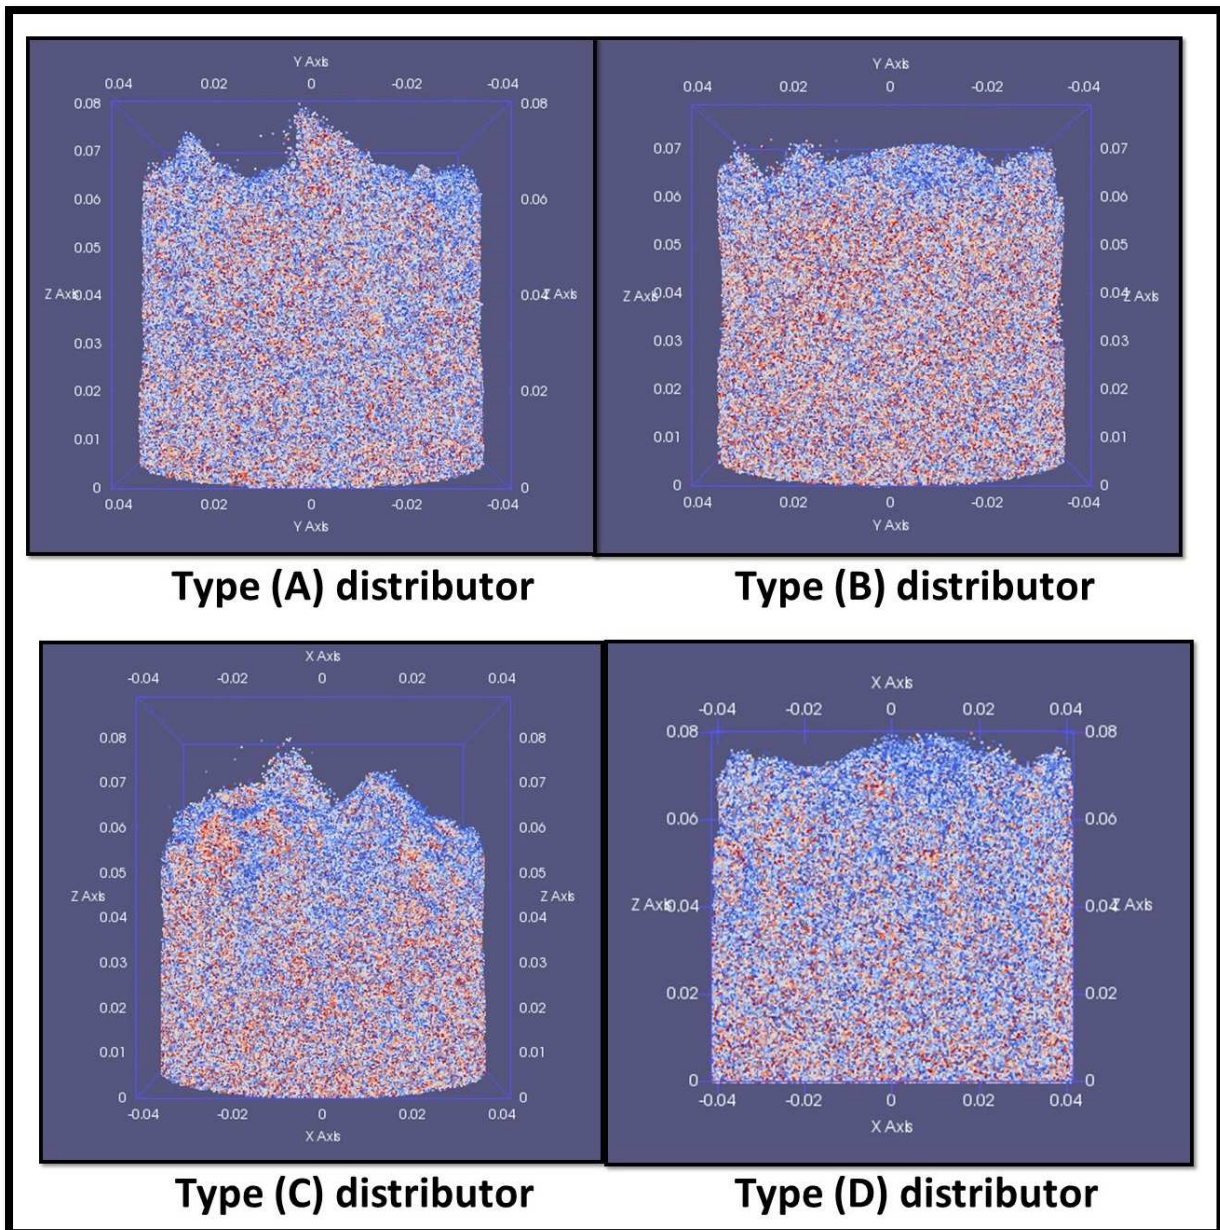 Y Axis
0.04 0.02 0 -0.02 -0.04
0.08 0.08
0.07
0.06 0.06
0.05
Z Axis 0.04 0.04 Z Axis
0.03
0.02 0.02
0.01
0 0
0.04 0.02 0 -0.02 -0.04
Y Axis
Type (A) distributor
Y Axis
0.04 0.02 0 -0.02 -0.04
0.07 0.07
0.06 0.06
0.05 0.05
Z Axis 0.04 0.04 Z Axis
0.03 0.03
0.02 0.02
0.01 0.01
0 0
0.04 0.02 0 -0.02 -0.04
Y Axis
Type (B) distributor
X Axis
-0.04 -0.02 0 0.02 0.04
0.08 0.08
0.07 0.07
0.06 0.06
0.05 0.05
Z Axis Z Axis
0.04 0.04
0.03 0.03
0.02 0.02
0.01 0.01
0 0
-0.04 -0.02 0 0.02 0.04
X Axis
Type (C) distributor
X Axis
-0.04 -0.02 0 0.02 0.04
0.08 0.08
0.06 0.06
Z Axis 0.04 0.04 Z Axis
0.02 0.02
0 0
-0.04 -0.02 0 0.02 0.04
X Axis
Type (D) distributor